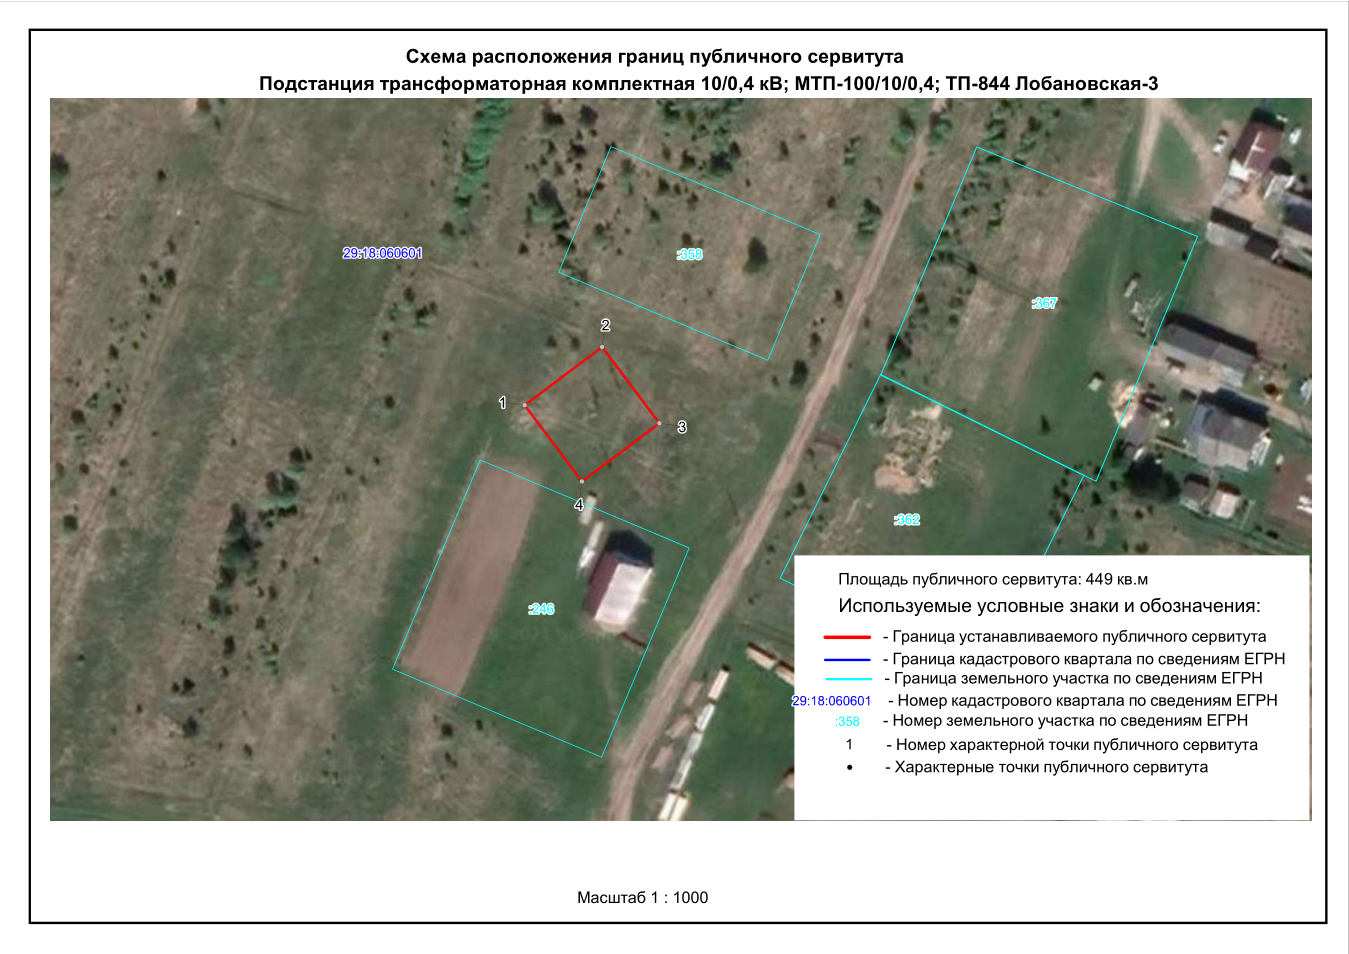 Схема расположения границ публичного сервитута
Подстанция трансформаторная комплектная 10/0,4 кВ; МТП-100/10/0,4; ТП-844 Лобановская-3
29:18:060601
:358
:367
2
1
3
4
:362
:246
Площадь публичного сервитута: 449 кв.м
Используемые условные знаки и обозначения:
- Граница устанавливаемого публичного сервитута
- Граница кадастрового квартала по сведениям ЕГРН
- Граница земельного участка по сведениям ЕГРН
29:18:060601 - Номер кадастрового квартала по сведениям ЕГРН
:358 - Номер земельного участка по сведениям ЕГРН
1 - Номер характерной точки публичного сервитута
- Характерные точки публичного сервитута
Масштаб 1 : 1000